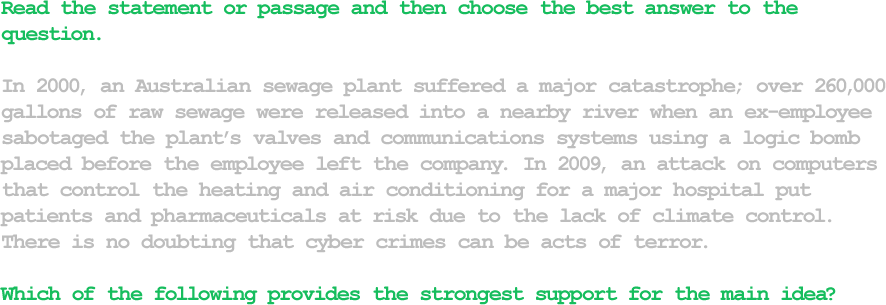 Read the statement or passage and then choose the best answer to the
question.
In 2000, an Australian sewage plant suffered a major catastrophe; over 260,000
gallons of raw sewage were released into a nearby river when an ex-employee
sabotaged the plant's valves and communications systems using a logic bomb
placed before the employee left the company. In 2009, an attack on computers
that control the heating and air conditioning for a major hospital put
patients and pharmaceuticals at risk due to the lack of climate control.
There is no doubting that cyber crimes can be acts of terror.
Which of the following provides the strongest support for the main idea?